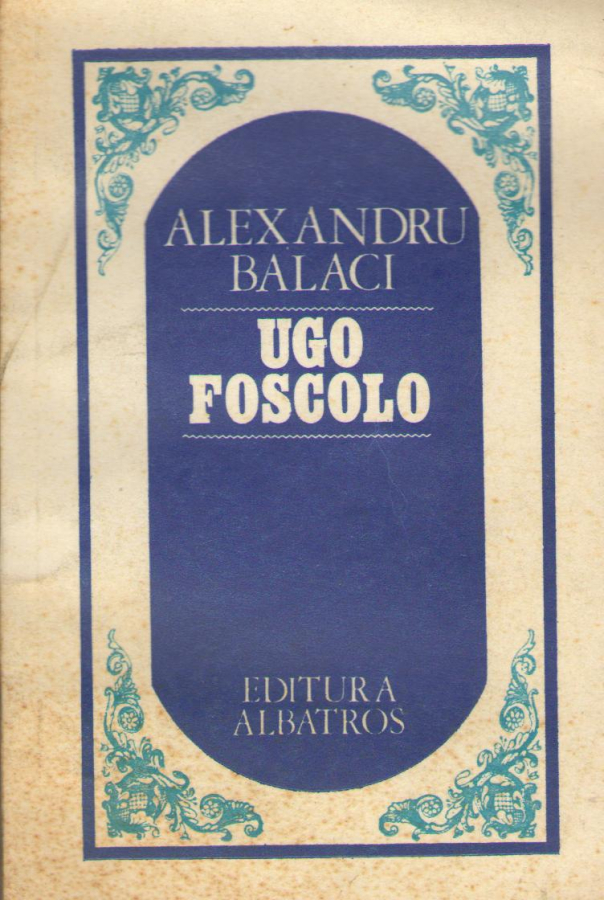 ALEXANDRU
BALACI
UGO
FOSCOLO
EDITURA
ALBATROS